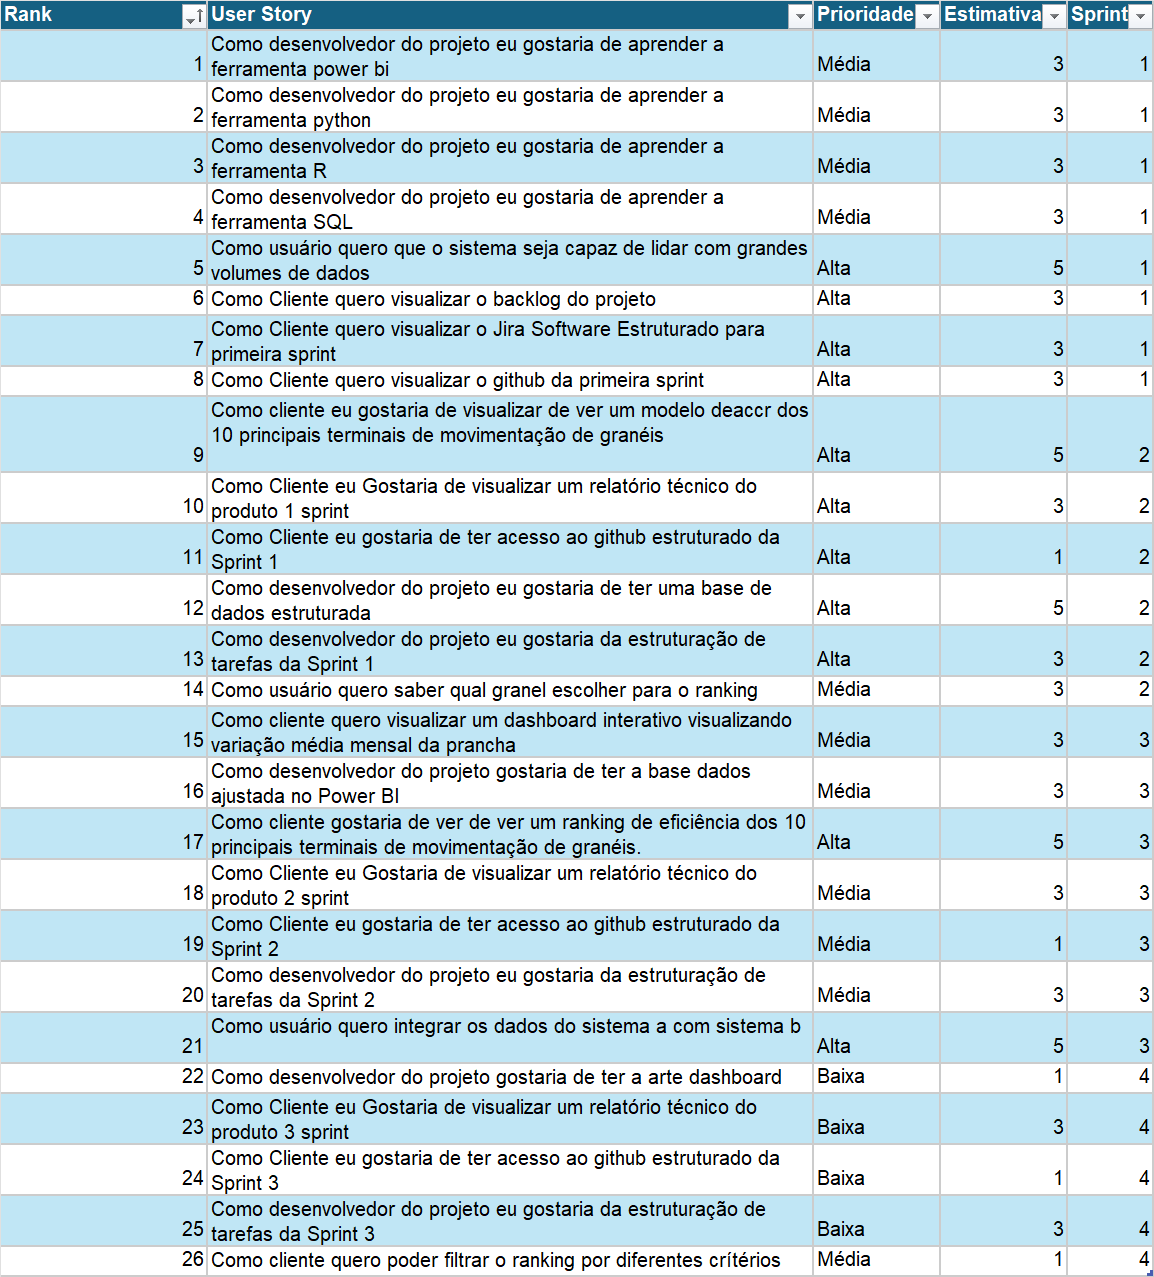 Rank User Story Prioridade Estimativa Sprint
Como desenvolvedor do projeto eu gostaria de aprender a
1 ferramenta power bi Média 3 1
Como desenvolvedor do projeto eu gostaria de aprender a
2 ferramenta python Média 3 1
Como desenvolvedor do projeto eu gostaria de aprender a
3 ferramenta R Média 3 1
Como desenvolvedor do projeto eu gostaria de aprender a
4 ferramenta SQL Média 3 1
Como usuário quero que o sistema seja capaz de lidar com grandes
5 volumes de dados Alta 5 1
6 Como Cliente quero visualizar o backlog do projeto Alta 3 1
Como Cliente quero visualizar o Jira Software Estruturado para
7 primeira sprint Alta 3 1
8 Como Cliente quero visualizar o github da primeira sprint Alta 3 1
Como cliente eu gostaria de visualizar de ver um modelo deaccr dos
10 principais terminais de movimentação de granéis
9 Alta 5 2
Como Cliente eu Gostaria de visualizar um relatório técnico do
10 produto 1 sprint Alta 3 2
Como Cliente eu gostaria de ter acesso ao github estruturado da
11 Sprint 1 Alta 1 2
Como desenvolvedor do projeto eu gostaria de ter uma base de
12 dados estruturada Alta 5 2
Como desenvolvedor do projeto eu gostaria da estruturação de
13 tarefas da Sprint 1 Alta 3 2
14 Como usuário quero saber qual granel escolher para o ranking Média 3 2
Como cliente quero visualizar um dashboard interativo visualizando
15 variação média mensal da prancha Média 3 3
Como desenvolvedor do projeto gostaria de ter a base dados
16 ajustada no Power BI Média 3 3
Como cliente gostaria de ver de ver um ranking de eficiência dos 10
17 principais terminais de movimentação de granéis. Alta 5 3
Como Cliente eu Gostaria de visualizar um relatório técnico do
18 produto 2 sprint Média 3 3
Como Cliente eu gostaria de ter acesso ao github estruturado da
19 Sprint 2 Média 1 3
Como desenvolvedor do projeto eu gostaria da estruturação de
20 tarefas da Sprint 2 Média 3 3
Como usuário quero integrar os dados do sistema a com sistema b
21 Alta 5 3
22 Como desenvolvedor do projeto gostaria de ter a arte dashboard Baixa 1 4
Como Cliente eu Gostaria de visualizar um relatório técnico do
23 produto 3 sprint Baixa 3 4
Como Cliente eu gostaria de ter acesso ao github estruturado da
24 Sprint 3 Baixa 1 4
Como desenvolvedor do projeto eu gostaria da estruturação de
25 tarefas da Sprint 3 Baixa 3 4
26 Como cliente quero poder filtrar o ranking por diferentes crítérios Média 1 4